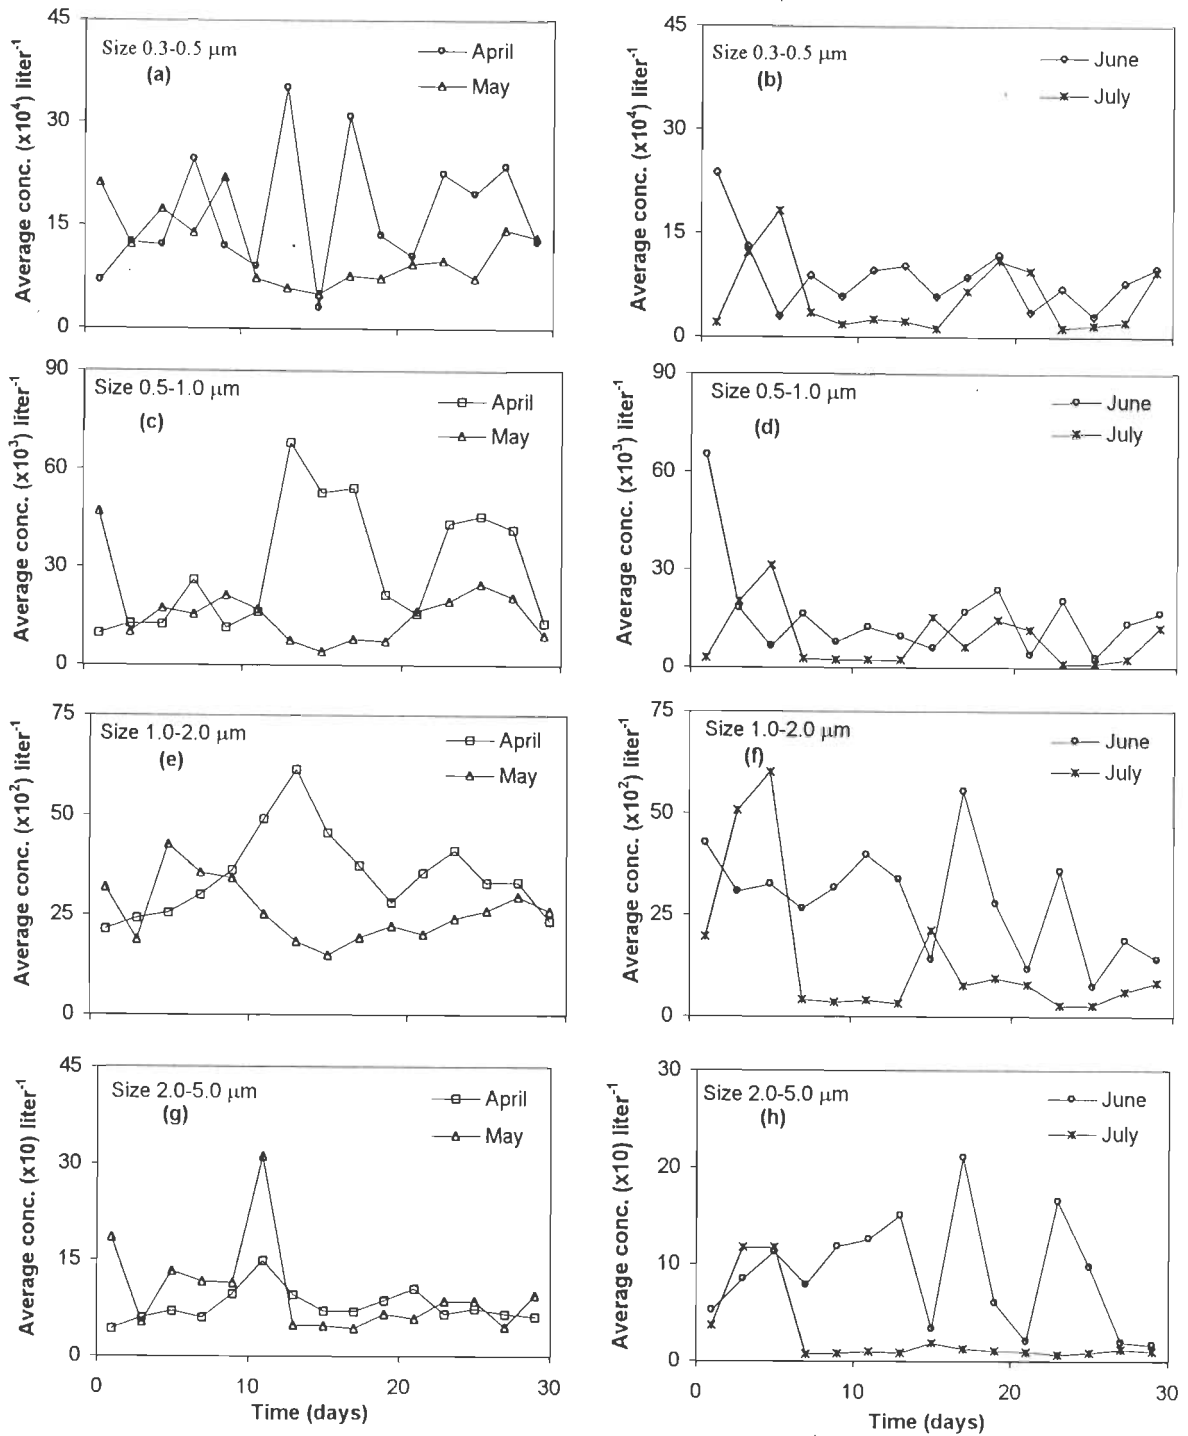 45
Size 0.3-0.5 μm
(a)
April
May
30
15
0
Average conc. (x10⁴) liter⁻¹
45
Size 0.3-0.5 μm
(b)
June
July
30
15
0
Average conc. (x10⁴) liter⁻¹
90
Size 0.5-1.0 μm
(c)
April
May
60
30
0
Average conc. (x10³) liter⁻¹
90
Size 0.5-1.0 μm
(d)
June
July
60
30
0
Average conc. (x10³) liter⁻¹
75
Size 1.0-2.0 μm
(e)
April
May
50
25
0
Average conc. (x10²) liter⁻¹
75
Size 1.0-2.0 μm
(f)
June
July
50
25
0
Average conc. (x10²) liter⁻¹
45
Size 2.0-5.0 μm
(g)
April
May
30
15
0
Average conc. (x10) liter⁻¹
0 10 20 30
Time (days)
30
Size 2.0-5.0 μm
(h)
June
July
20
10
0
Average conc. (x10) liter⁻¹
0 10 20 30
Time (days)